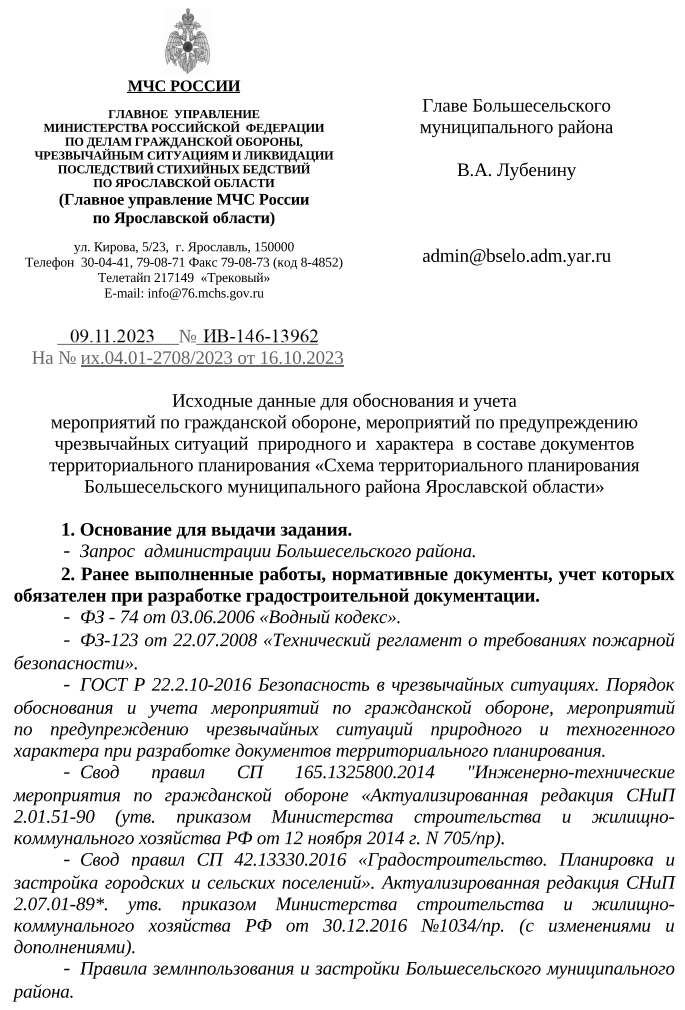 МЧС РОССИИ
ГЛАВНОЕ УПРАВЛЕНИЕ
МИНИСТЕРСТВА РОССИЙСКОЙ ФЕДЕРАЦИИ
ПО ДЕЛАМ ГРАЖДАНСКОЙ ОБОРОНЫ,
ЧРЕЗВЫЧАЙНЫМ СИТУАЦИЯМ И ЛИКВИДАЦИИ
ПОСЛЕДСТВИЙ СТИХИЙНЫХ БЕДСТВИЙ
ПО ЯРОСЛАВСКОЙ ОБЛАСТИ
(Главное управление МЧС России
по Ярославской области)
ул. Кирова, 5/23, г. Ярославль, 150000
Телефон 30-04-41, 79-08-71 Факс 79-08-73 (код 8-4852)
Телетайп 217149 «Трековый»
E-mail: info@76.mchs.gov.ru
09.11.2023 № ИВ-146-13962
На № их.04.01-2708/2023 от 16.10.2023
Главе Большесельского
муниципального района
В.А. Лубенину
admin@bselo.adm.yar.ru
Исходные данные для обоснования и учета
мероприятий по гражданской обороне, мероприятий по предупреждению
чрезвычайных ситуаций природного и характера в составе документов
территориального планирования «Схема территориального планирования
Большесельского муниципального района Ярославской области»
1. Основание для выдачи задания.
- Запрос администрации Большесельского района.
2. Ранее выполненные работы, нормативные документы, учет которых
обязателен при разработке градостроительной документации.
- ФЗ - 74 от 03.06.2006 «Водный кодекс».
- ФЗ-123 от 22.07.2008 «Технический регламент о требованиях пожарной
безопасности».
- ГОСТ Р 22.2.10-2016 Безопасность в чрезвычайных ситуациях. Порядок
обоснования и учета мероприятий по гражданской обороне, мероприятий
по предупреждению чрезвычайных ситуаций природного и техногенного
характера при разработке документов территориального планирования.
- Свод правил СП 165.1325800.2014 "Инженерно-технические
мероприятия по гражданской обороне «Актуализированная редакция СНиП
2.01.51-90 (утв. приказом Министерства строительства и жилищно-
коммунального хозяйства РФ от 12 ноября 2014 г. N 705/пр).
- Свод правил СП 42.13330.2016 «Градостроительство. Планировка и
застройка городских и сельских поселений». Актуализированная редакция СНиП
2.07.01-89*. утв. приказом Министерства строительства и жилищно-
коммунального хозяйства РФ от 30.12.2016 №1034/пр. (с изменениями и
дополнениями).
- Правила землнпользования и застройки Большесельского муниципального
района.